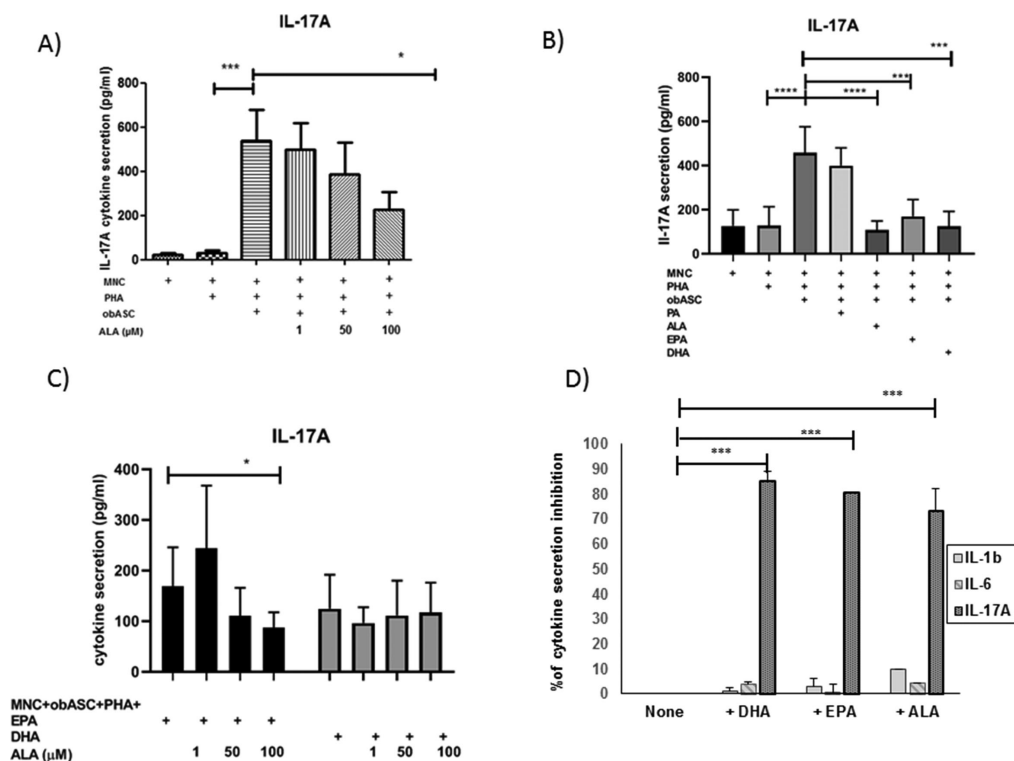 A)
IL-17A
***
*
IL-17A cytokine secretion (pg/ml)
800
600
400
200
0
MNC + + + + + +
PHA + + + + +
obASC + + + +
ALA (µM) 1 50 100
B)
IL-17A
***
***
**** ****
Il-17A secretion (pg/ml)
800
600
400
200
0
MNC + + + + + + +
PHA + + + + + +
obASC + + + + +
PA +
ALA +
EPA +
DHA +
C)
IL-17A
*
cytokine secretion (pg/ml)
400
300
200
100
0
MNC+obASC+PHA+
EPA + + + +
DHA + + + +
ALA (µM) 1 50 100 1 50 100
D)
***
***
***
%of cytokine secretion inhibition
100
90
80
70
60
50
40
30
20
10
0
None + DHA + EPA + ALA
IL-1b
IL-6
IL-17A